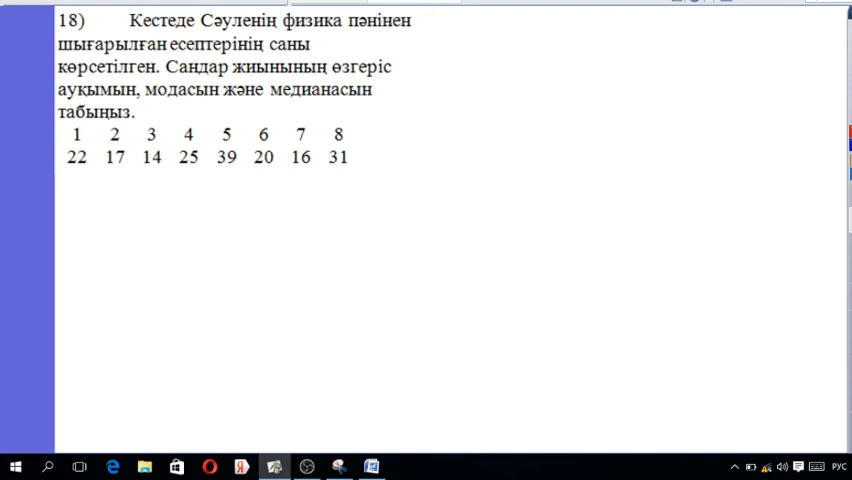 18) Кестеде Сәуленің физика пәнінен
шығарылған есептерінің саны
көрсетілген. Сандар жиынының өзгеріс
ауқымын, модасын және медианасын
табыңыз.
1 2 3 4 5 6 7 8
22 17 14 25 39 20 16 31
РУС